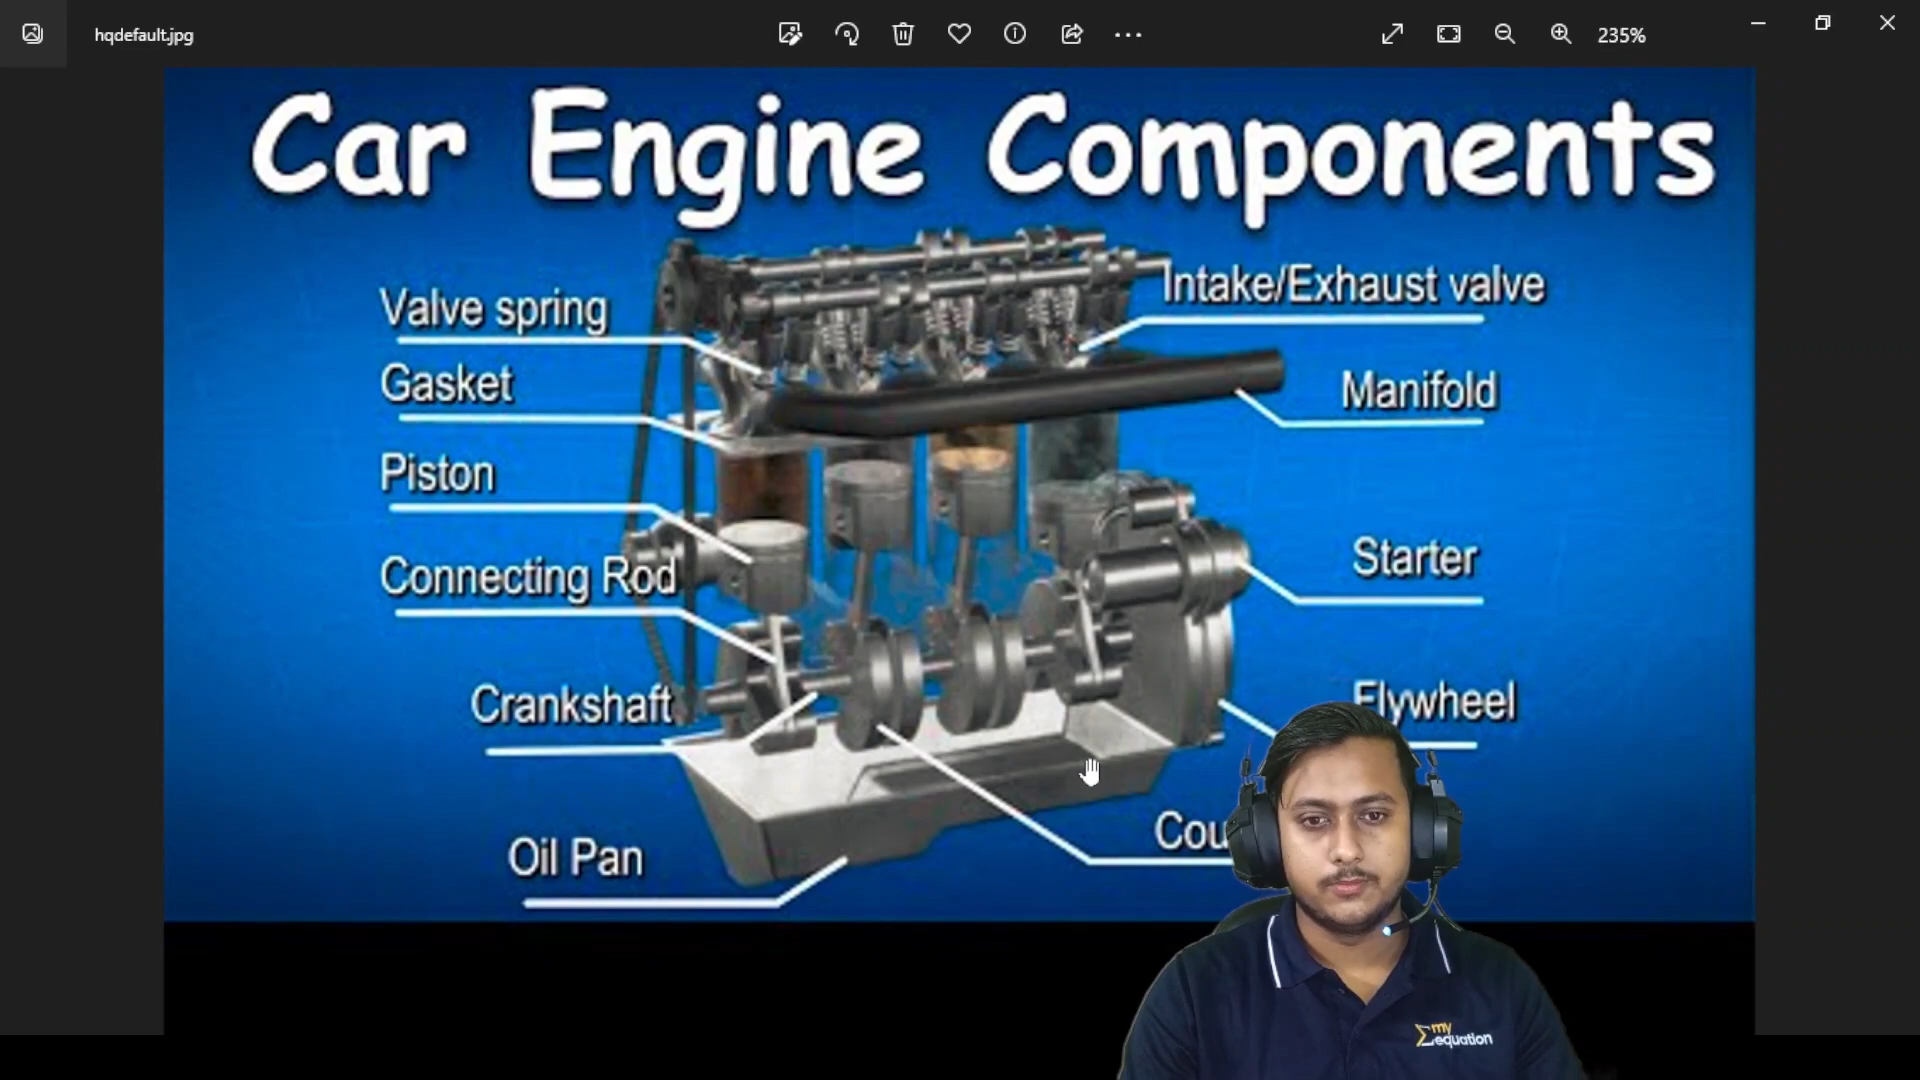 hqdefault.jpg
235%
Car Engine Components
Valve spring
Intake/Exhaust valve
Gasket
Manifold
Piston
Connecting Rod
Starter
Crankshaft
Flywheel
Oil Pan
my
equation